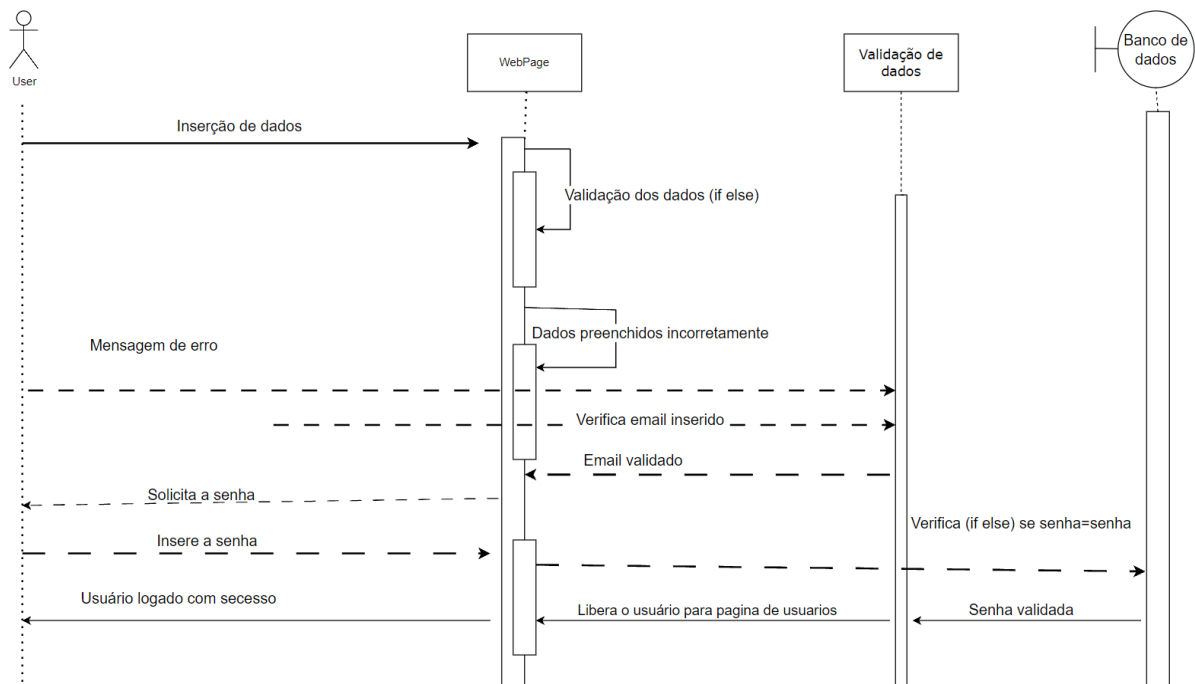 User
WebPage
Validação de
dados
Banco de
dados
Inserção de dados
Validação dos dados (if else)
Dados preenchidos incorretamente
Mensagem de erro
Verifica email inserido
Email validado
Solicita a senha
Verifica (if else) se senha=senha
Insere a senha
Usuário logado com secesso
Libera o usuário para pagina de usuarios
Senha validada